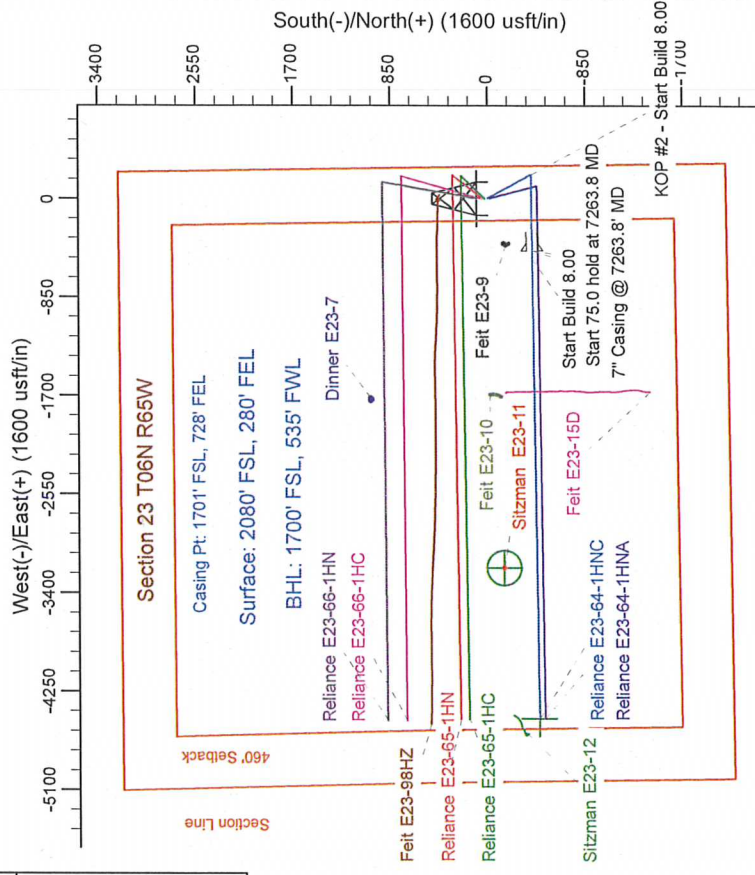 South(-)/North(+) (1600 usft/in)
3400
2550
1700
850
0
-850
-1700
West(-)/East(+) (1600 usft/in)
0
-850
-1700
-2550
-3400
-4250
-5100
Section 23 T06N R65W
Casing Pt: 1701' FSL, 728' FEL
Surface: 2080' FSL, 280' FEL
BHL: 1700' FSL, 535' FWL
Dinner E23-7
Reliance E23-66-1HN
Reliance E23-66-1HC
Feit E23-9
Feit E23-10
Sitzman E23-11
Feit E23-15D
KOP #2 - Start Build 8.00
Start Build 8.00
Start 75.0 hold at 7263.8 MD
7" Casing @ 7263.8' MD
Reliance E23-64-1HNC
Reliance E23-64-1HNA
460' Setback
Section Line
Feit E23-98HZ
Reliance E23-65-1HN
Reliance E23-65-1HC
Sitzman E23-12